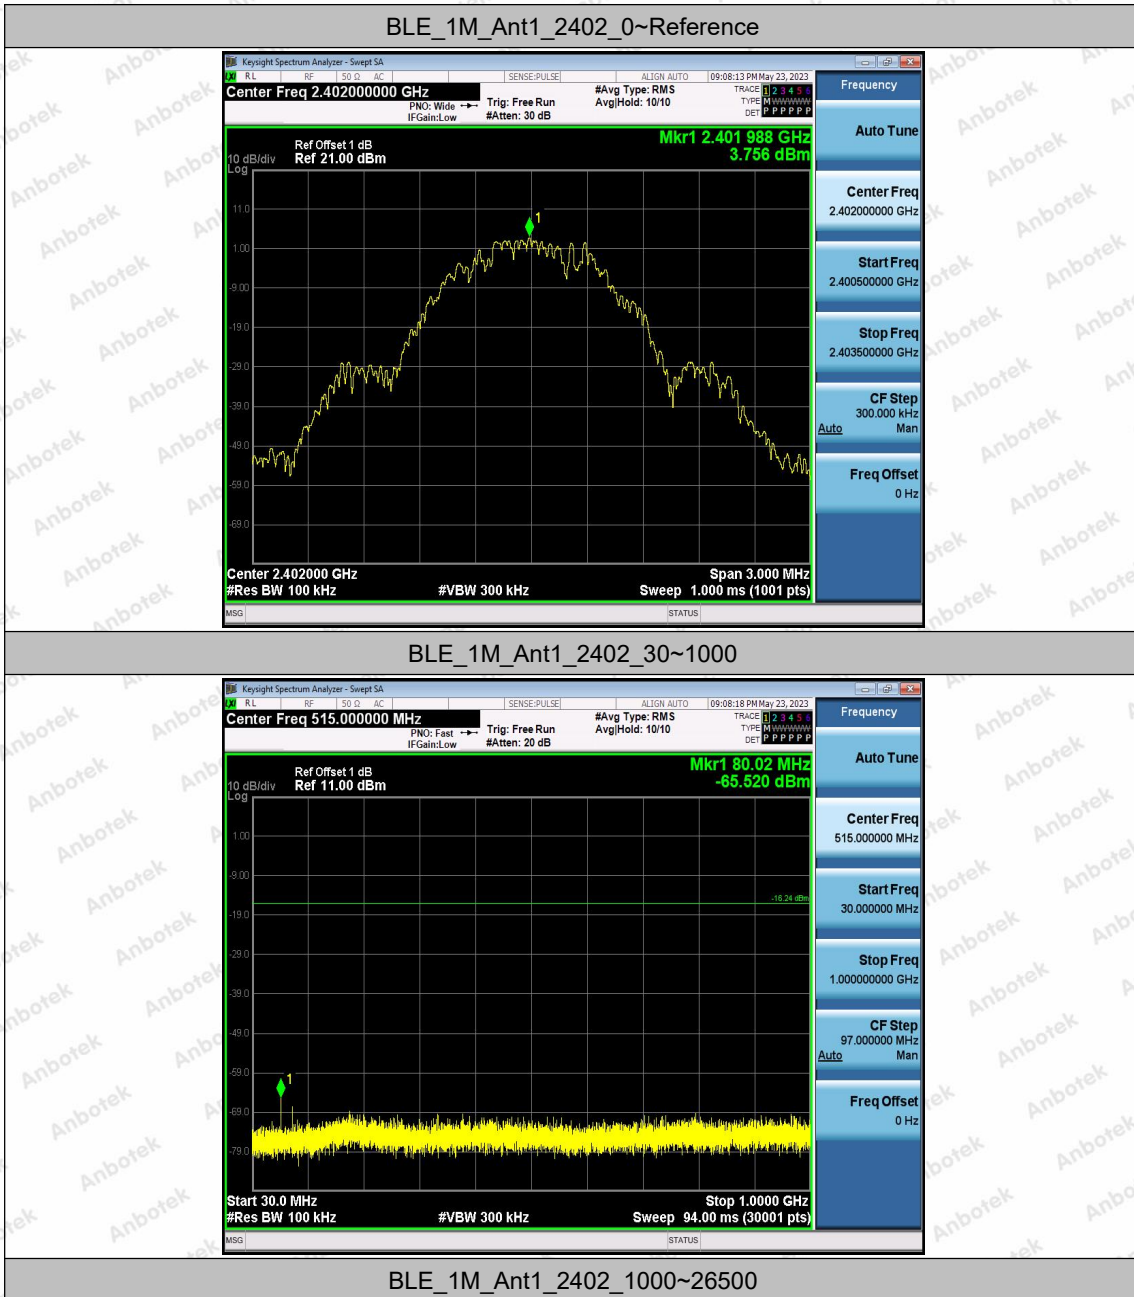 BLE_1M_Ant1_2402_0~Reference
Keysight Spectrum Analyzer - Swept SA
LXI RL RF 50 Ω AC SENSE:PULSE ALIGN AUTO 09:08:13 PM May 23, 2023
Center Freq 2.402000000 GHz
PNO: Wide
IFGain:Low
Trig: Free Run
#Atten: 30 dB
#Avg Type: RMS
Avg|Hold: 10/10
TRACE 1 2 3 4 5 6
TYPE M W W W W W
DET P P P P P P
Frequency
Auto Tune
Mkr1 2.401 988 GHz
3.756 dBm
Ref Offset 1 dB
10 dB/div Ref 21.00 dBm
Log
1
11.0
1.00
-9.00
-19.0
-29.0
-39.0
-49.0
-59.0
-69.0
Center Freq
2.402000000 GHz
Start Freq
2.400500000 GHz
Stop Freq
2.403500000 GHz
CF Step
300.000 kHz
Auto Man
Freq Offset
0 Hz
Center 2.402000 GHz Span 3.000 MHz
#Res BW 100 kHz #VBW 300 kHz Sweep 1.000 ms (1001 pts)
MSG STATUS
BLE_1M_Ant1_2402_30~1000
Keysight Spectrum Analyzer - Swept SA
LXI RL RF 50 Ω AC SENSE:PULSE ALIGN AUTO 09:08:18 PM May 23, 2023
Center Freq 515.000000 MHz
PNO: Fast
IFGain:Low
Trig: Free Run
#Atten: 20 dB
#Avg Type: RMS
Avg|Hold: 10/10
TRACE 1 2 3 4 5 6
TYPE M W W W W W
DET P P P P P P
Frequency
Auto Tune
Mkr1 80.02 MHz
-65.520 dBm
Ref Offset 1 dB
10 dB/div Ref 11.00 dBm
Log
1.00
-9.00
-16.24 dBm
-19.0
-29.0
-39.0
-49.0
-59.0
1
-69.0
-79.0
Center Freq
515.000000 MHz
Start Freq
30.000000 MHz
Stop Freq
1.000000000 GHz
CF Step
97.000000 MHz
Auto Man
Freq Offset
0 Hz
Start 30.0 MHz Stop 1.0000 GHz
#Res BW 100 kHz #VBW 300 kHz Sweep 94.00 ms (30001 pts)
MSG STATUS
BLE_1M_Ant1_2402_1000~26500